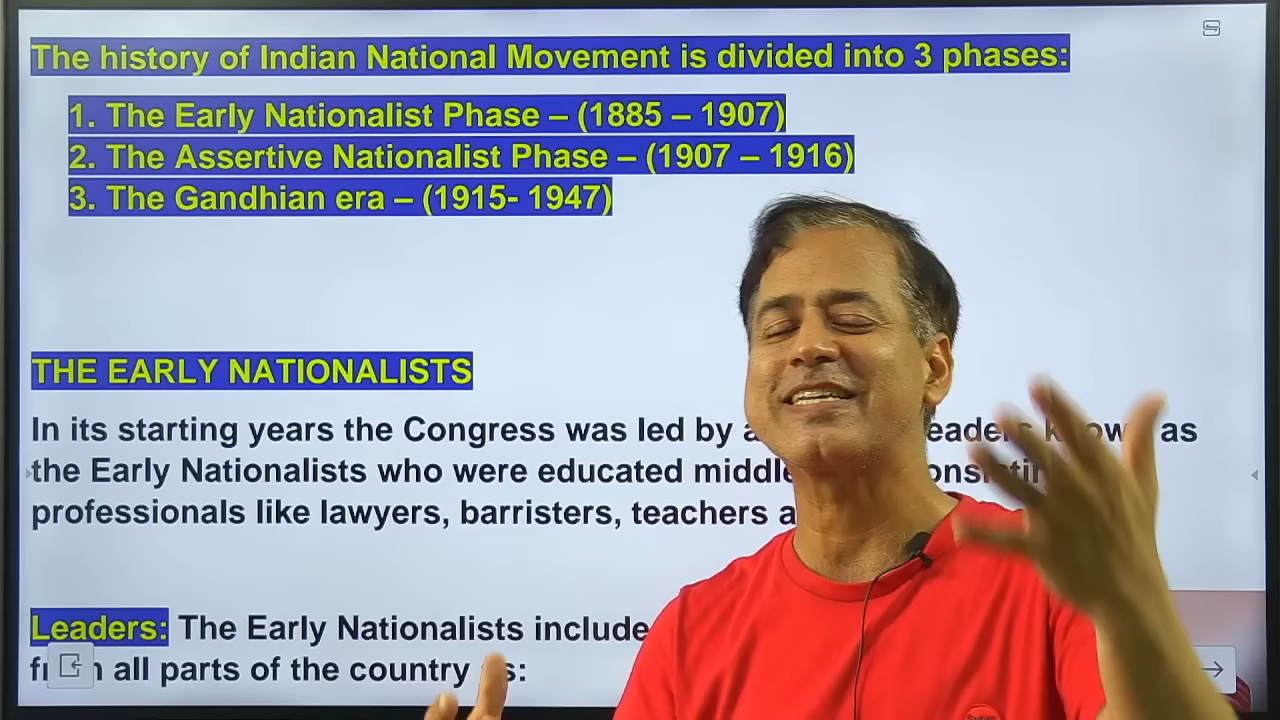 The history of Indian National Movement is divided into 3 phases:
1. The Early Nationalist Phase – (1885 – 1907)
2. The Assertive Nationalist Phase – (1907 – 1916)
3. The Gandhian era – (1915- 1947)
THE EARLY NATIONALISTS
In its starting years the Congress was led by as
the Early Nationalists who were educated
professionals like lawyers, barristers, teachers
Leaders: The Early Nationalists include
all parts of the country